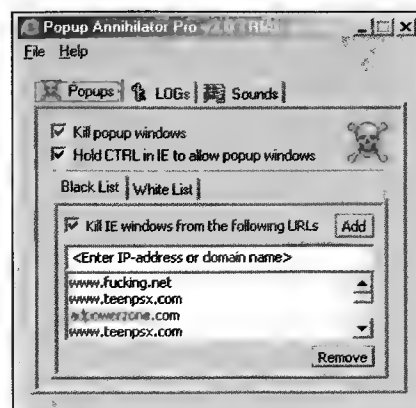 Popup Annihilator Pro
File Help
Popups LOGs Sounds
Kill popup windows
Hold CTRL in IE to allow popup windows
Black List White List
Kill IE windows from the following URLs Add
<Enter IP-address or domain name>
www.fucking.net
www.teenpsx.com
adpowerzone.com
www.teenpsx.com
Remove